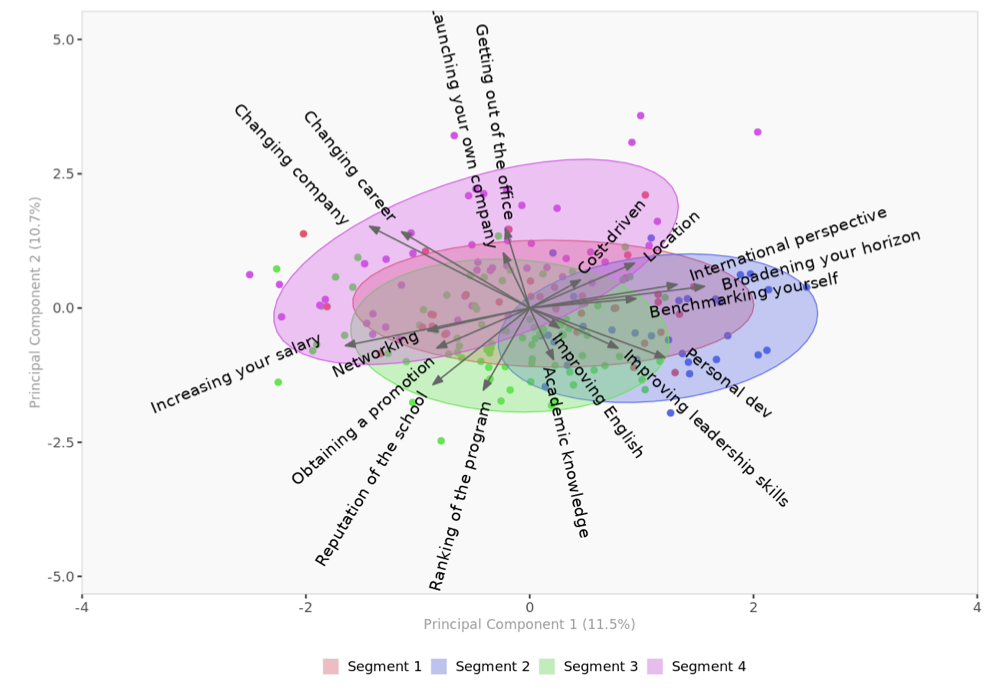 5.0
2.5
0.0
-2.5
-5.0
-4
-2
0
2
4
Principal Component 2 (10.7%)
Principal Component 1 (11.5%)
aunching your own company
Getting out of the office
Changing company
Changing career
Cost-driven
Location
International perspective
Broadening your horizon
Benchmarking yourself
Increasing your salary
Networking
Obtaining a promotion
Reputation of the school
Ranking of the program
Academic knowledge
Improving English
Improving leadership skills
Personal dev
Segment 1
Segment 2
Segment 3
Segment 4